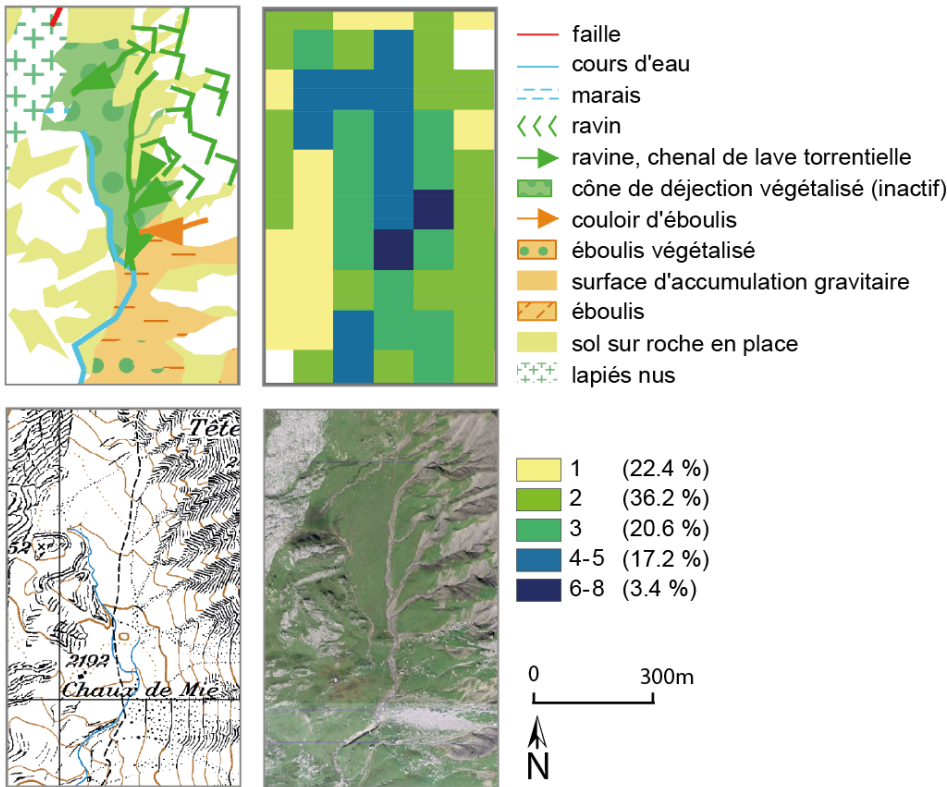 faille
cours d'eau
marais
ravin
ravine, chenal de lave torrentielle
cône de déjection végétalisé (inactif)
couloir d'éboulis
éboulis végétalisé
surface d'accumulation gravitaire
éboulis
sol sur roche en place
lapiés nus
Tête
2
52
2192
Chaux de Mie
1 (22.4 %)
2 (36.2 %)
3 (20.6 %)
4-5 (17.2 %)
6-8 (3.4 %)
0 300m
N